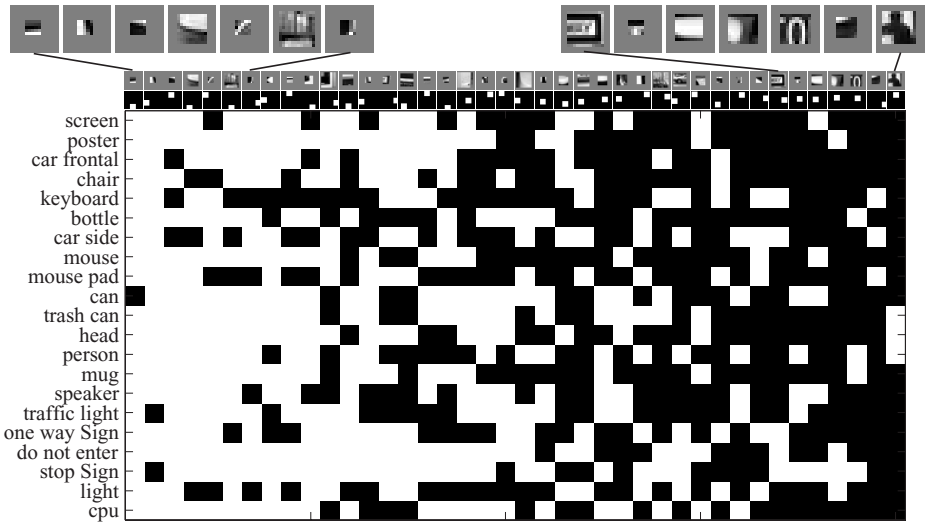 screen
poster
car frontal
chair
keyboard
bottle
car side
mouse
mouse pad
can
trash can
head
person
mug
speaker
traffic light
one way Sign
do not enter
stop Sign
light
cpu